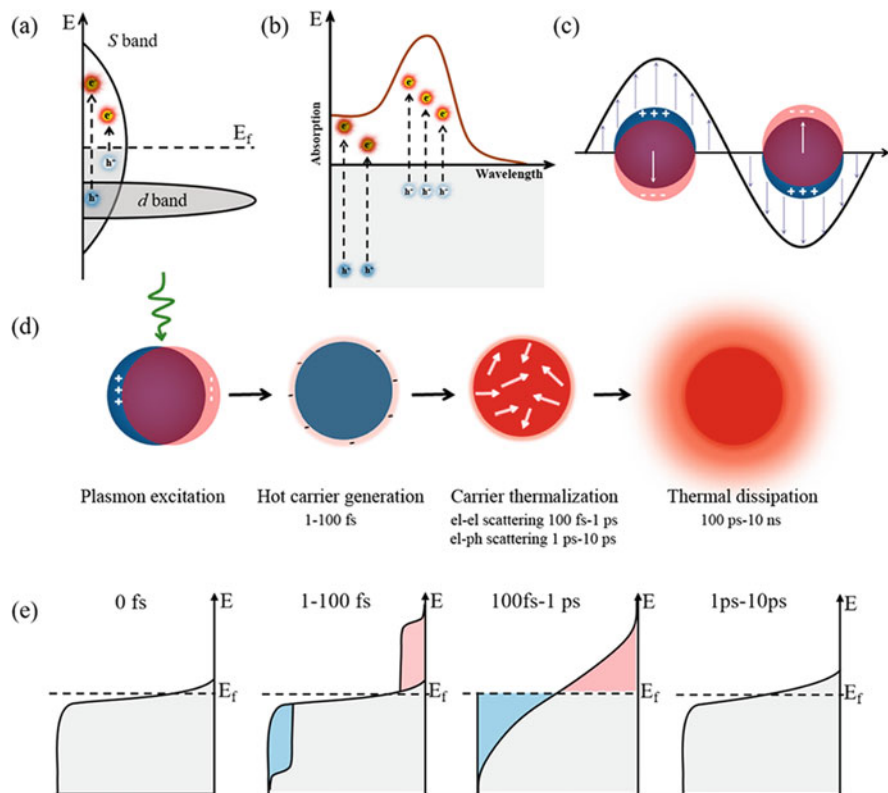 (a)
E
S band
e⁻
e⁻
E_f
h⁺
d band
h⁺
(b)
Absorption
e⁻ e⁻ e⁻
e⁻ e⁻
Wavelength
h⁺ h⁺ h⁺
h⁺ h⁺
(c)
+ + +
- - -
- - -
+ + +
(d)
+ + +
- - -
Plasmon excitation
Hot carrier generation
1-100 fs
Carrier thermalization
el-el scattering 100 fs-1 ps
el-ph scattering 1 ps-10 ps
Thermal dissipation
100 ps-10 ns
(e)
0 fs
E
E_f
1-100 fs
E
E_f
100fs-1 ps
E
E_f
1ps-10ps
E
E_f